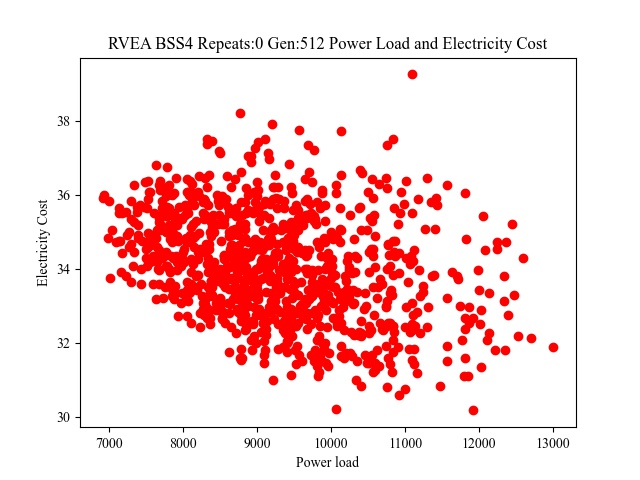 RVEA BSS4 Repeats:0 Gen:512 Power Load and Electricity Cost
Electricity Cost
38
36
34
32
30
7000 8000 9000 10000 11000 12000 13000
Power load